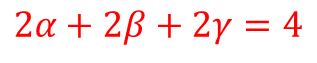 2α + 2β + 2γ = 4